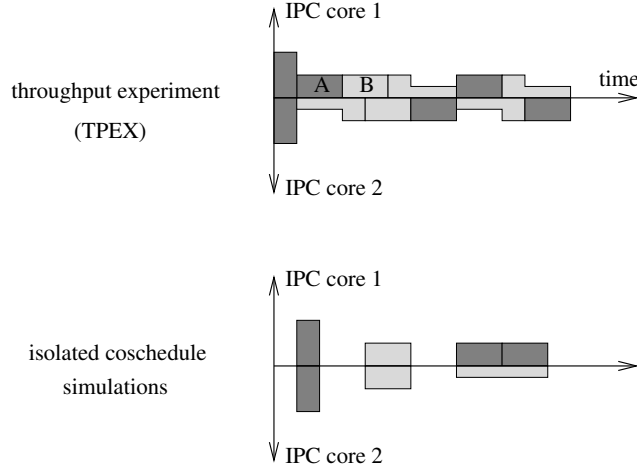 IPC core 1
throughput experiment
(TPEX)
A
B
time
IPC core 2
IPC core 1
isolated coschedule
simulations
IPC core 2